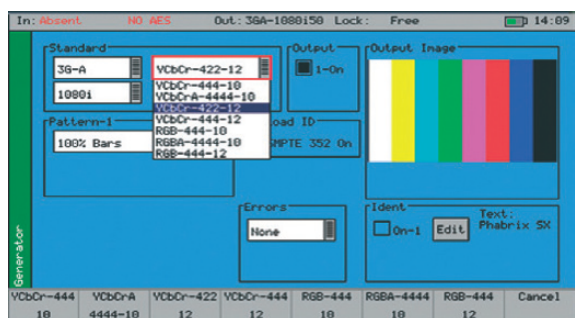 In: Absent NO AES Out: 3GA-1080i50 Lock: Free 14:09
Standard
3G-A
1080i
YCbCr-422-12
YCbCr-444-10
YCbCrA-4444-10
YCbCr-422-12
YCbCr-444-12
RGB-444-10
RGBA-4444-10
RGB-444-12
Output
1-On
Output Image
Pattern-1
100% Bars
oad ID
SMPTE 352 On
Errors
None
Ident
On-1
Edit
Text:
Phabrix SX
Generator
YCbCr-444 YCbCrA YCbCr-422 YCbCr-444 RGB-444 RGBA-4444 RGB-444 Cancel
10 4444-10 12 12 10 10 12